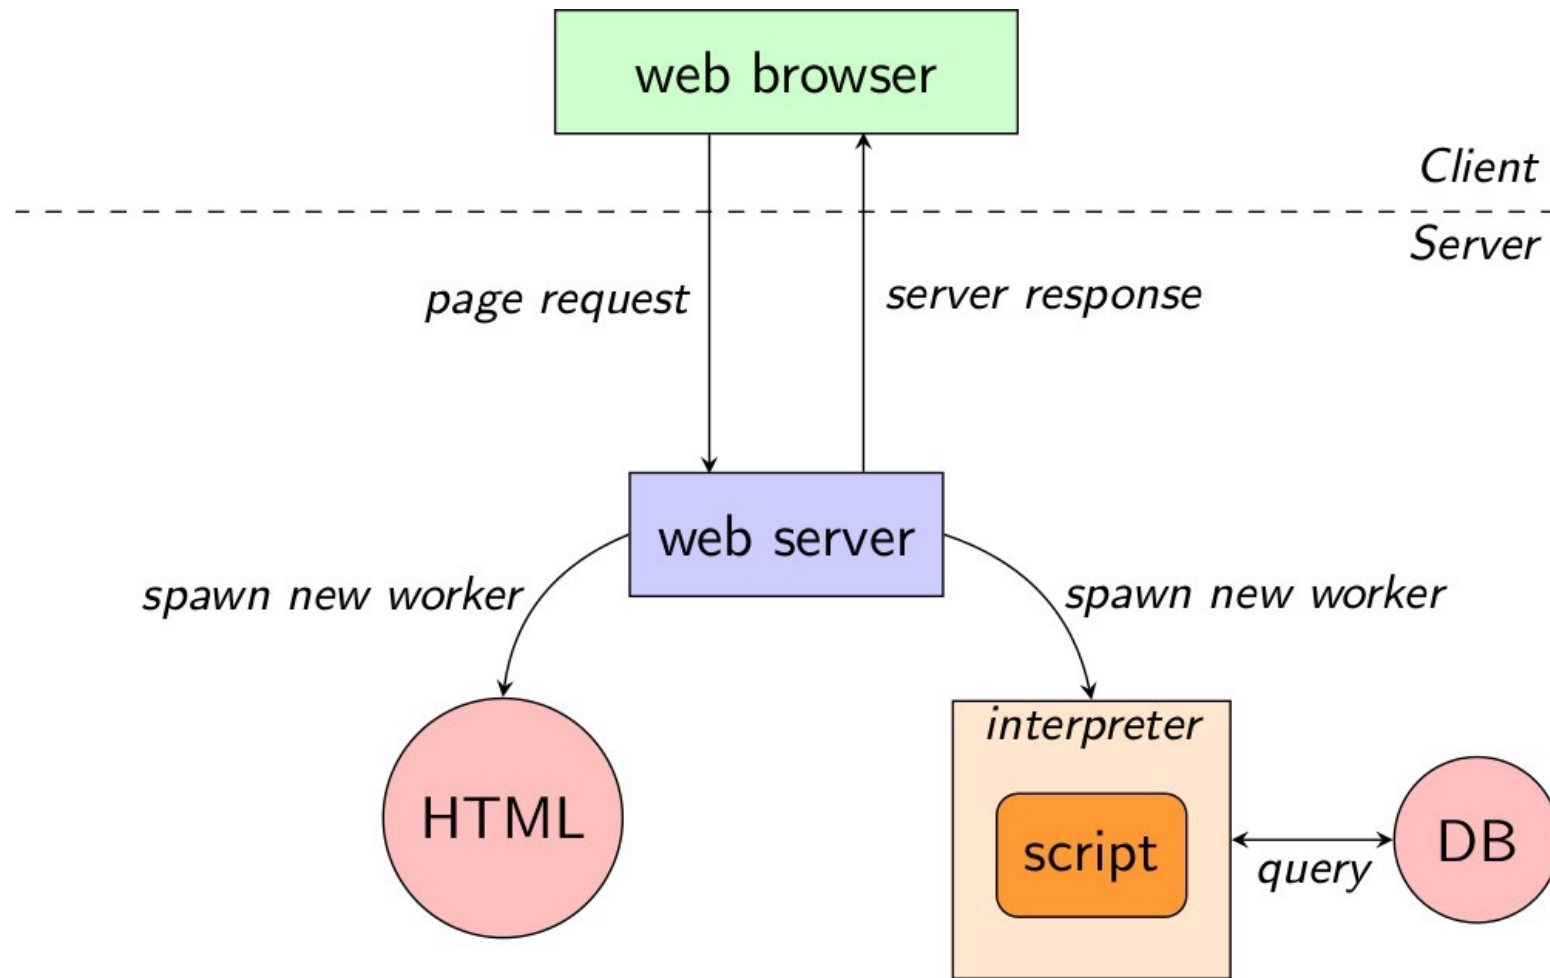 web browser
Client
Server
page request
server response
web server
spawn new worker
spawn new worker
interpreter
HTML
script
DB
query